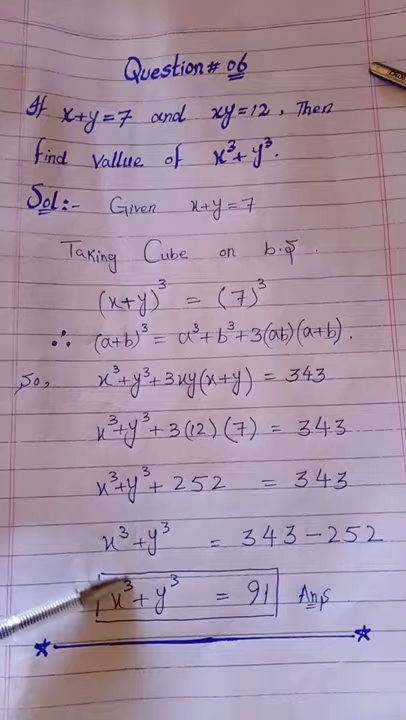 Question # 06
If x+y=7 and xy=12, Then
find vallue of x³+y³.
Sol:- Given x+y=7
Taking Cube on b.s
(x+y)³ = (7)³
∴ (a+b)³ = a³+b³+3(ab)(a+b).
So, x³+y³+3xy(x+y) = 343
x³+y³+3(12)(7) = 343
x³+y³+252 = 343
x³+y³ = 343-252
x³+y³ = 91 Ans